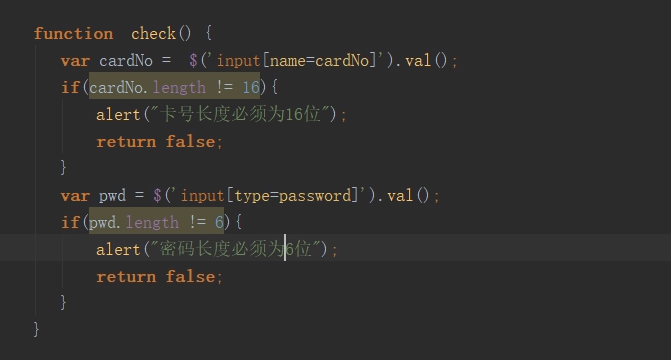 function  check() {
var cardNo =  $('input[name=cardNo]').val();
if(cardNo.length != 16){
alert("卡号长度必须为16位");
return false;
}
var pwd = $('input[type=password]').val();
if(pwd.length != 6){
alert("密码长度必须为6位");
return false;
}
}